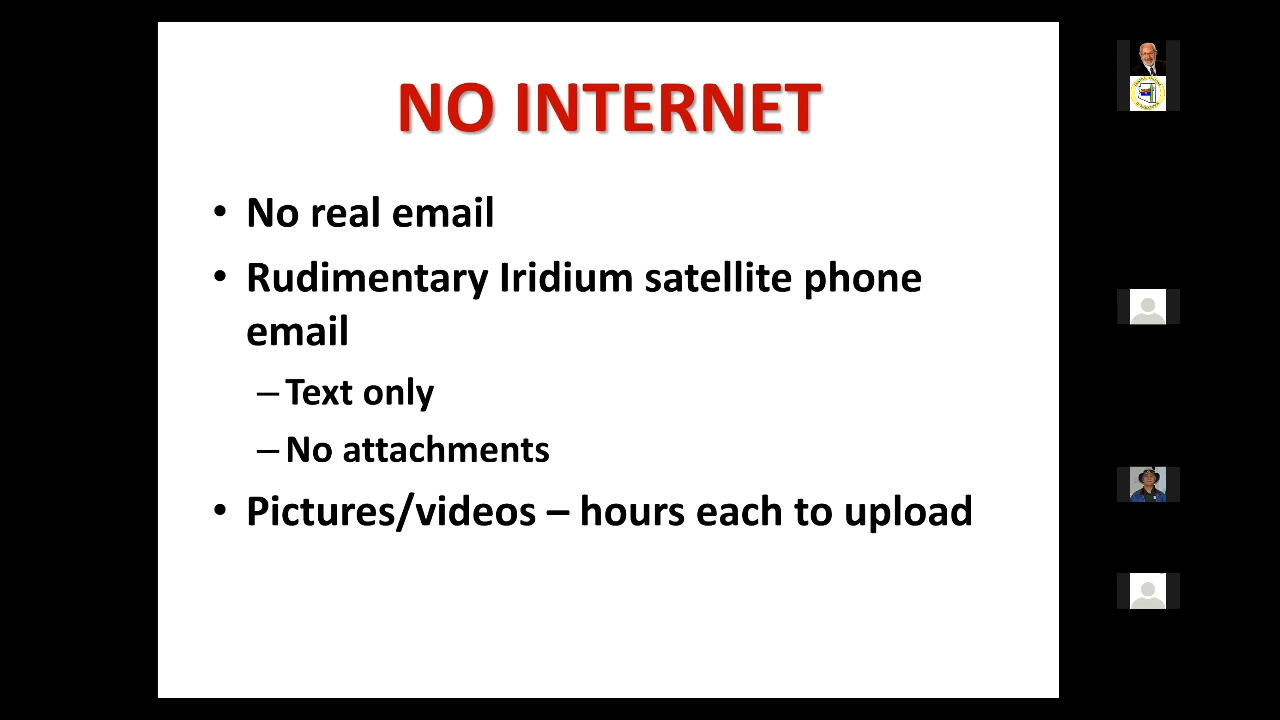 NO INTERNET
• No real email
• Rudimentary Iridium satellite phone
email
– Text only
– No attachments
• Pictures/videos – hours each to upload